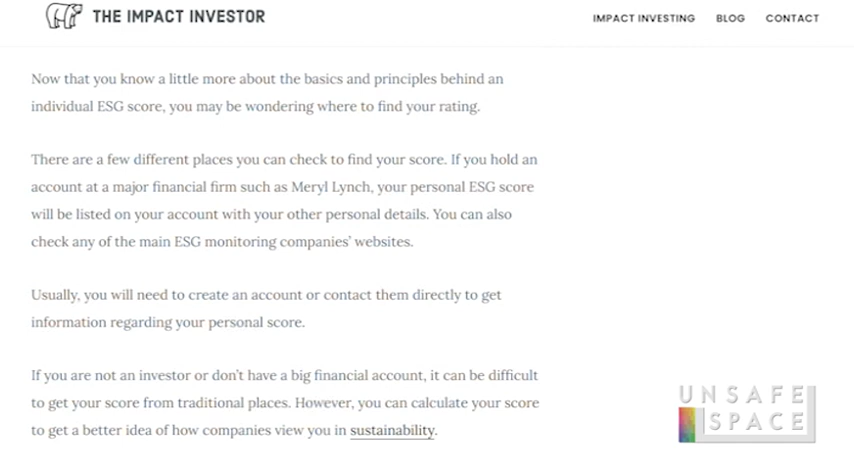 THE IMPACT INVESTOR
IMPACT INVESTING BLOG CONTACT
Now that you know a little more about the basics and principles behind an
individual ESG score, you may be wondering where to find your rating.
There are a few different places you can check to find your score. If you hold an
account at a major financial firm such as Meryl Lynch, your personal ESG score
will be listed on your account with your other personal details. You can also
check any of the main ESG monitoring companies' websites.
Usually, you will need to create an account or contact them directly to get
information regarding your personal score.
If you are not an investor or don't have a big financial account, it can be difficult
to get your score from traditional places. However, you can calculate your score
to get a better idea of how companies view you in sustainability.
UNSAFE
SPACE